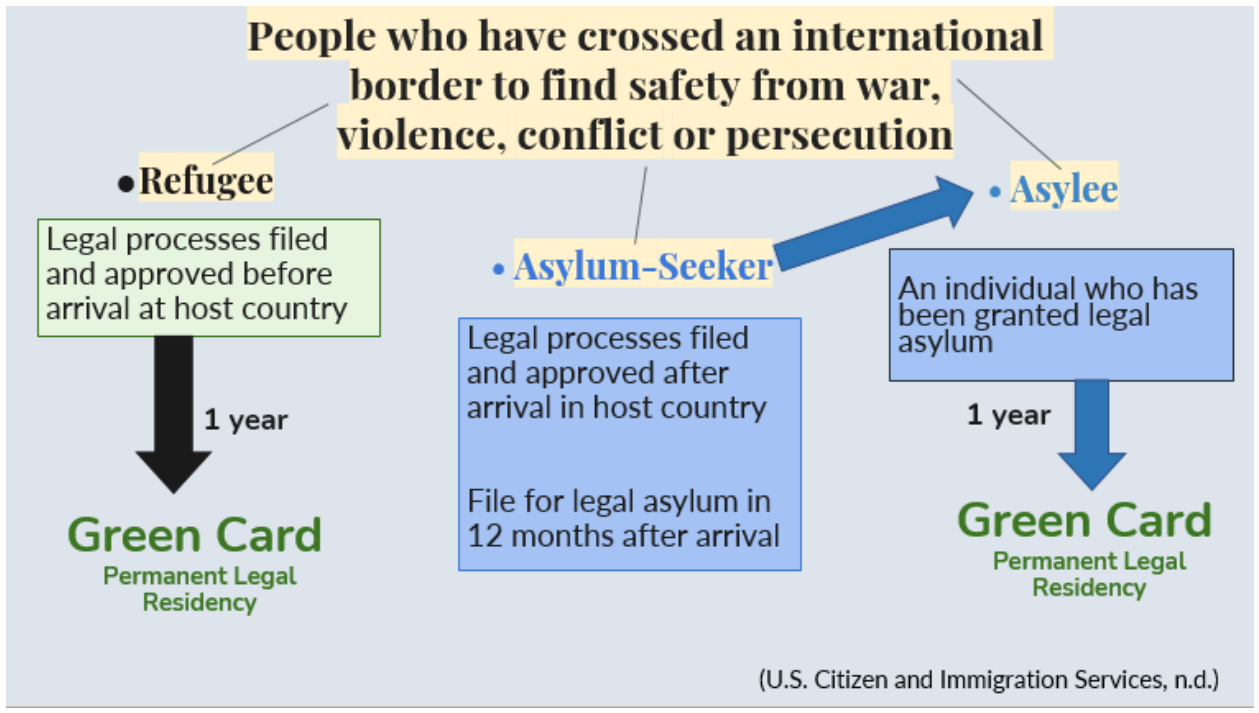 People who have crossed an international
border to find safety from war,
violence, conflict or persecution
•Refugee
Legal processes filed
and approved before
arrival at host country
1 year
Green Card
Permanent Legal
Residency
• Asylum-Seeker
Legal processes filed
and approved after
arrival in host country
File for legal asylum in
12 months after arrival
• Asylee
An individual who has
been granted legal
asylum
1 year
Green Card
Permanent Legal
Residency
(U.S. Citizen and Immigration Services, n.d.)